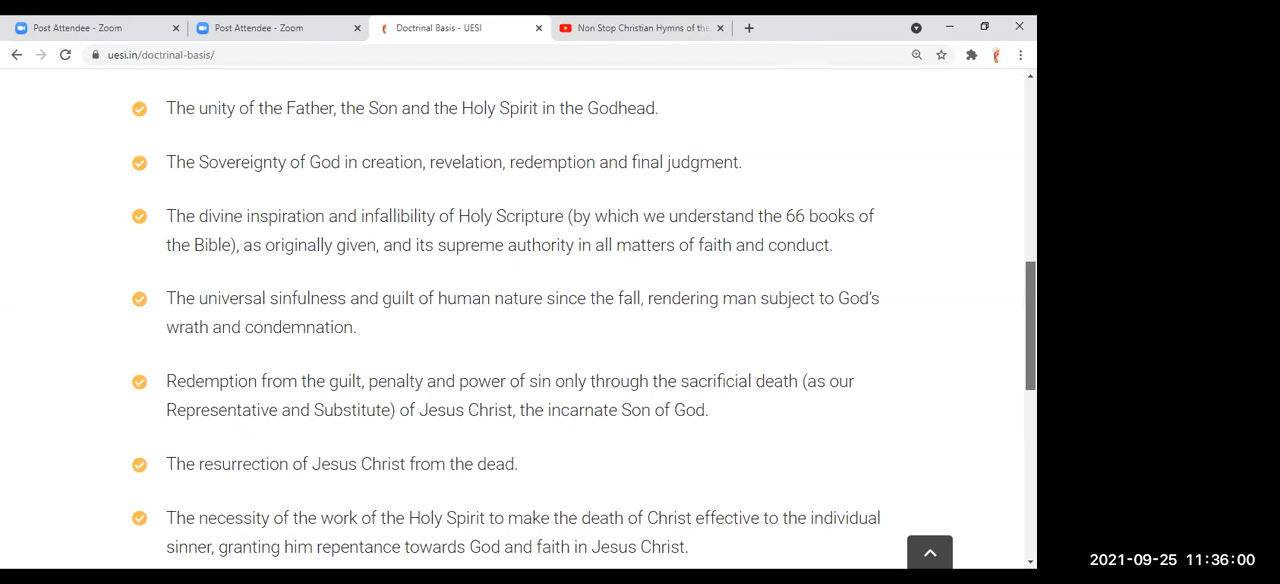 Post Attendee - Zoom
Post Attendee - Zoom
Doctrinal Basis - UESI
Non Stop Christian Hymns of the
uesi.in/doctrinal-basis/
The unity of the Father, the Son and the Holy Spirit in the Godhead.
The Sovereignty of God in creation, revelation, redemption and final judgment.
The divine inspiration and infallibility of Holy Scripture (by which we understand the 66 books of
the Bible), as originally given, and its supreme authority in all matters of faith and conduct.
The universal sinfulness and guilt of human nature since the fall, rendering man subject to God's
wrath and condemnation.
Redemption from the guilt, penalty and power of sin only through the sacrificial death (as our
Representative and Substitute) of Jesus Christ, the incarnate Son of God.
The resurrection of Jesus Christ from the dead.
The necessity of the work of the Holy Spirit to make the death of Christ effective to the individual
sinner, granting him repentance towards God and faith in Jesus Christ.
2021-09-25 11:36:00